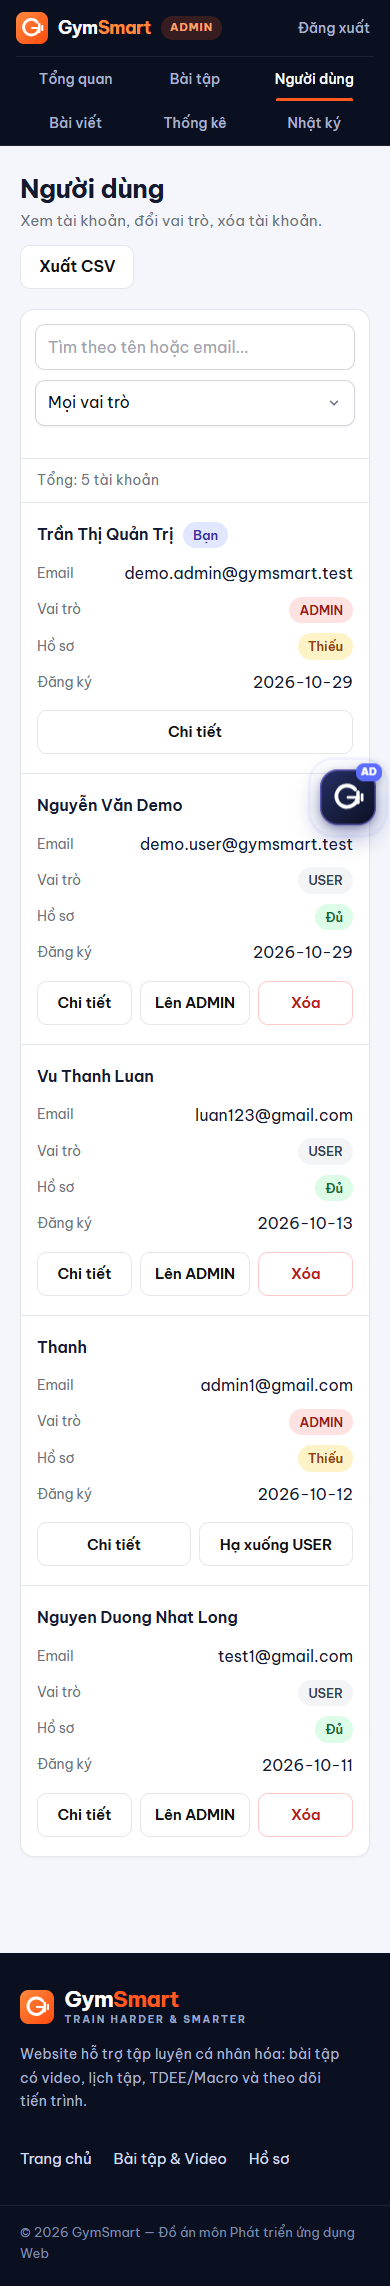 GymSmart ADMIN Đăng xuất
Tổng quan Bài tập Người dùng
Bài viết Thống kê Nhật ký
Người dùng
Xem tài khoản, đổi vai trò, xóa tài khoản.
Xuất CSV
Tìm theo tên hoặc email...
Mọi vai trò
Tổng: 5 tài khoản
Trần Thị Quản Trị Bạn
Email demo.admin@gymsmart.test
Vai trò ADMIN
Hồ sơ Thiếu
Đăng ký 2026-10-29
Chi tiết
AD
Nguyễn Văn Demo
Email demo.user@gymsmart.test
Vai trò USER
Hồ sơ Đủ
Đăng ký 2026-10-29
Chi tiết Lên ADMIN Xóa
Vu Thanh Luan
Email luan123@gmail.com
Vai trò USER
Hồ sơ Đủ
Đăng ký 2026-10-13
Chi tiết Lên ADMIN Xóa
Thanh
Email admin1@gmail.com
Vai trò ADMIN
Hồ sơ Thiếu
Đăng ký 2026-10-12
Chi tiết Hạ xuống USER
Nguyen Duong Nhat Long
Email test1@gmail.com
Vai trò USER
Hồ sơ Đủ
Đăng ký 2026-10-11
Chi tiết Lên ADMIN Xóa
GymSmart
TRAIN HARDER & SMARTER
Website hỗ trợ tập luyện cá nhân hóa: bài tập
có video, lịch tập, TDEE/Macro và theo dõi
tiến trình.
Trang chủ Bài tập & Video Hồ sơ
© 2026 GymSmart — Đồ án môn Phát triển ứng dụng
Web